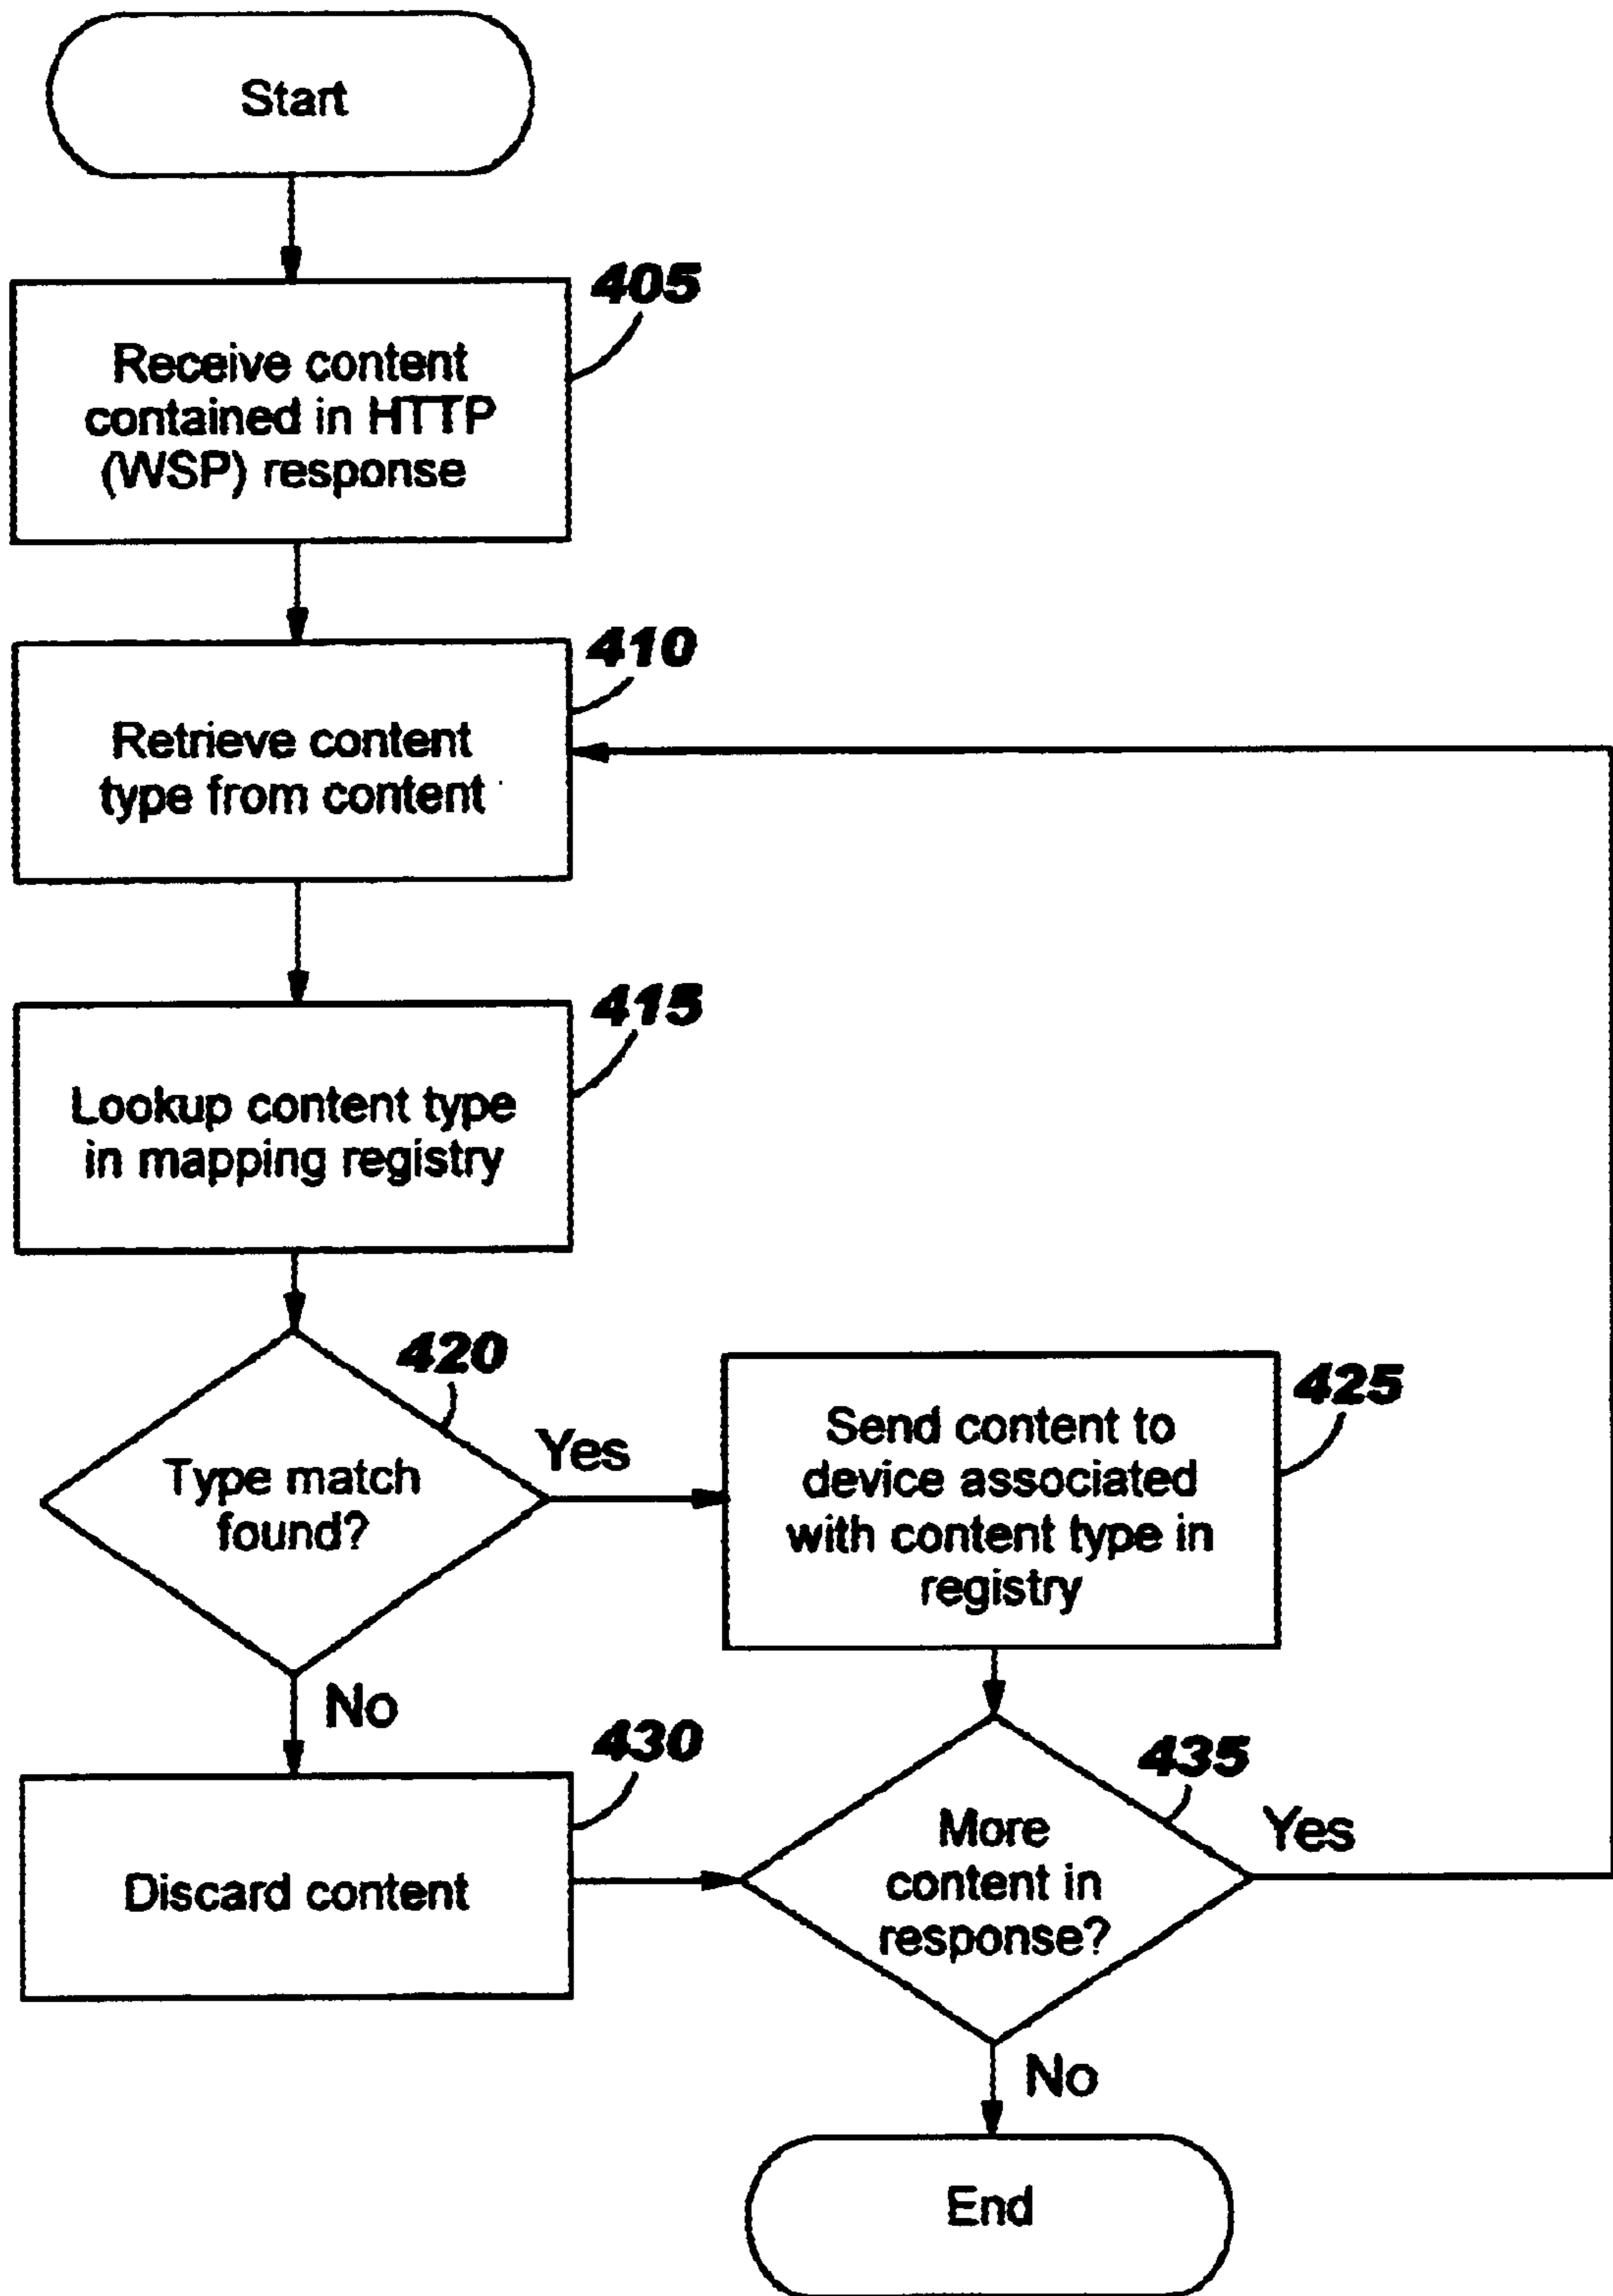 Start
405
Receive content
contained in HTTP
(WSP) response
410
Retrieve content
type from content
415
Lookup content type
in mapping registry
420
Type match
found?
Yes
425
Send content to
device associated
with content type in
registry
No
430
Discard content
435
More
content in
response?
Yes
No
End